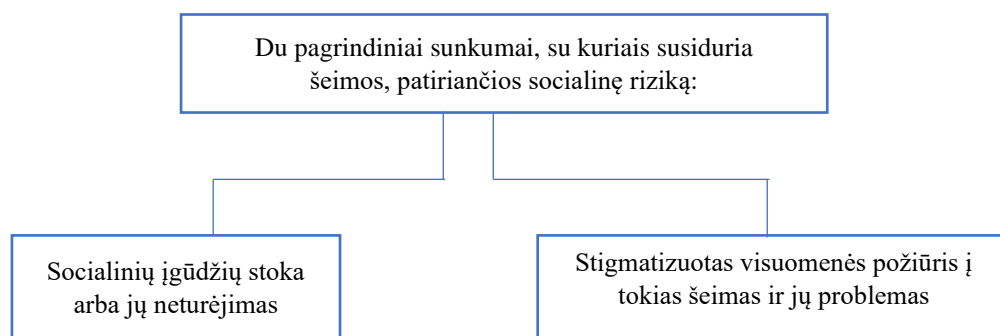 Du pagrindiniai sunkumai, su kuriais susiduria
šeimos, patiriančios socialinę riziką:
Socialinių įgūdžių stoka
arba jų neturėjimas
Stigmatizuotas visuomenės požiūris į
tokias šeimas ir jų problemas